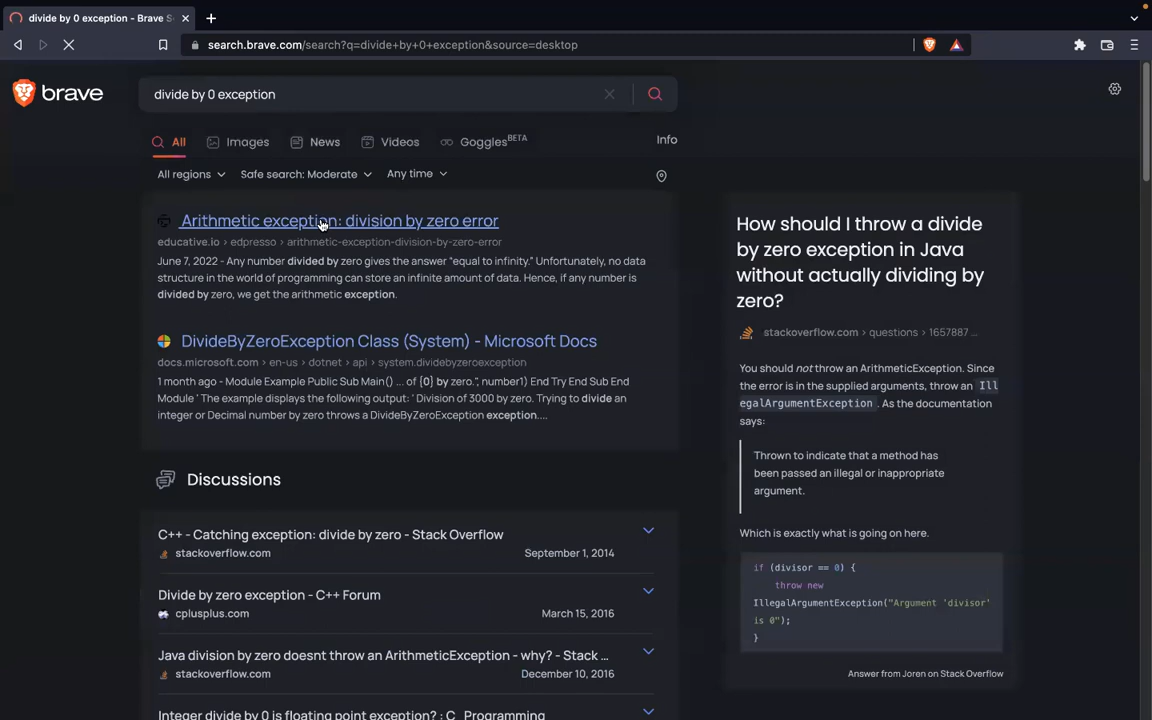 divide by 0 exception - Brave S
search.brave.com/search?q=divide+by+0+exception&source=desktop
brave
divide by 0 exception
All
Images
News
Videos
Goggles BETA
Info
All regions
Safe search: Moderate
Any time
Arithmetic exception: division by zero error
educative.io › edpresso › arithmetic-exception-division-by-zero-error
June 7, 2022 - Any number divided by zero gives the answer “equal to infinity.” Unfortunately, no data
structure in the world of programming can store an infinite amount of data. Hence, if any number is
divided by zero, we get the arithmetic exception.
DivideByZeroException Class (System) - Microsoft Docs
docs.microsoft.com › en-us › dotnet › api › system.dividebyzeroexception
1 month ago - Module Example Public Sub Main() ... of {0} by zero.", number1) End Try End Sub End
Module ' The example displays the following output: ' Division of 3000 by zero. Trying to divide an
integer or Decimal number by zero throws a DivideByZeroException exception....
Discussions
C++ - Catching exception: divide by zero - Stack Overflow
stackoverflow.com
September 1, 2014
Divide by zero exception - C++ Forum
cplusplus.com
March 15, 2016
Java division by zero doesnt throw an ArithmeticException - why? - Stack ...
stackoverflow.com
December 10, 2016
Integer divide by 0 is floating point exception? : C_Programming
How should I throw a divide
by zero exception in Java
without actually dividing by
zero?
stackoverflow.com › questions › 1657887 ...
You should not throw an ArithmeticException. Since
the error is in the supplied arguments, throw an Ill
egalArgumentException . As the documentation
says:
Thrown to indicate that a method has
been passed an illegal or inappropriate
argument.
Which is exactly what is going on here.
if (divisor == 0) {
throw new
IllegalArgumentException("Argument 'divisor'
is 0");
}
Answer from Joren on Stack Overflow